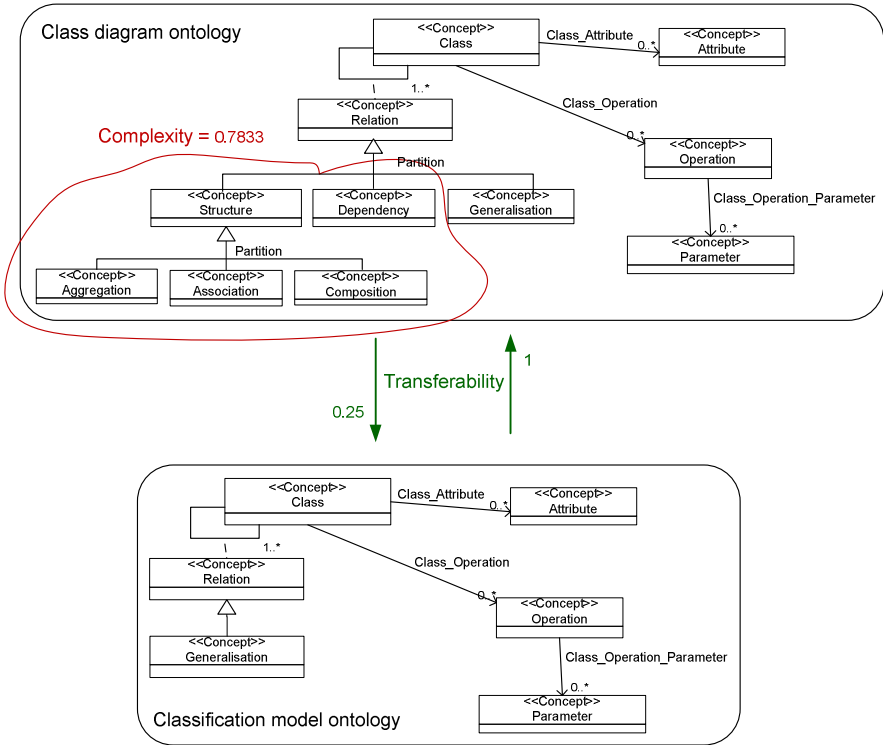 Class diagram ontology
<<Concept>>
Class
Class_Attribute
0..*
<<Concept>>
Attribute
1..*
Class_Operation
<<Concept>>
Relation
0..*
<<Concept>>
Operation
Complexity = 0.7833
Partition
<<Concept>>
Structure
<<Concept>>
Dependency
<<Concept>>
Generalisation
Class_Operation_Parameter
0..*
<<Concept>>
Parameter
Partition
<<Concept>>
Aggregation
<<Concept>>
Association
<<Concept>>
Composition
1
Transferability
0.25
<<Concept>>
Class
Class_Attribute
0..*
<<Concept>>
Attribute
1..*
Class_Operation
<<Concept>>
Relation
0..*
<<Concept>>
Operation
<<Concept>>
Generalisation
Class_Operation_Parameter
0..*
<<Concept>>
Parameter
Classification model ontology